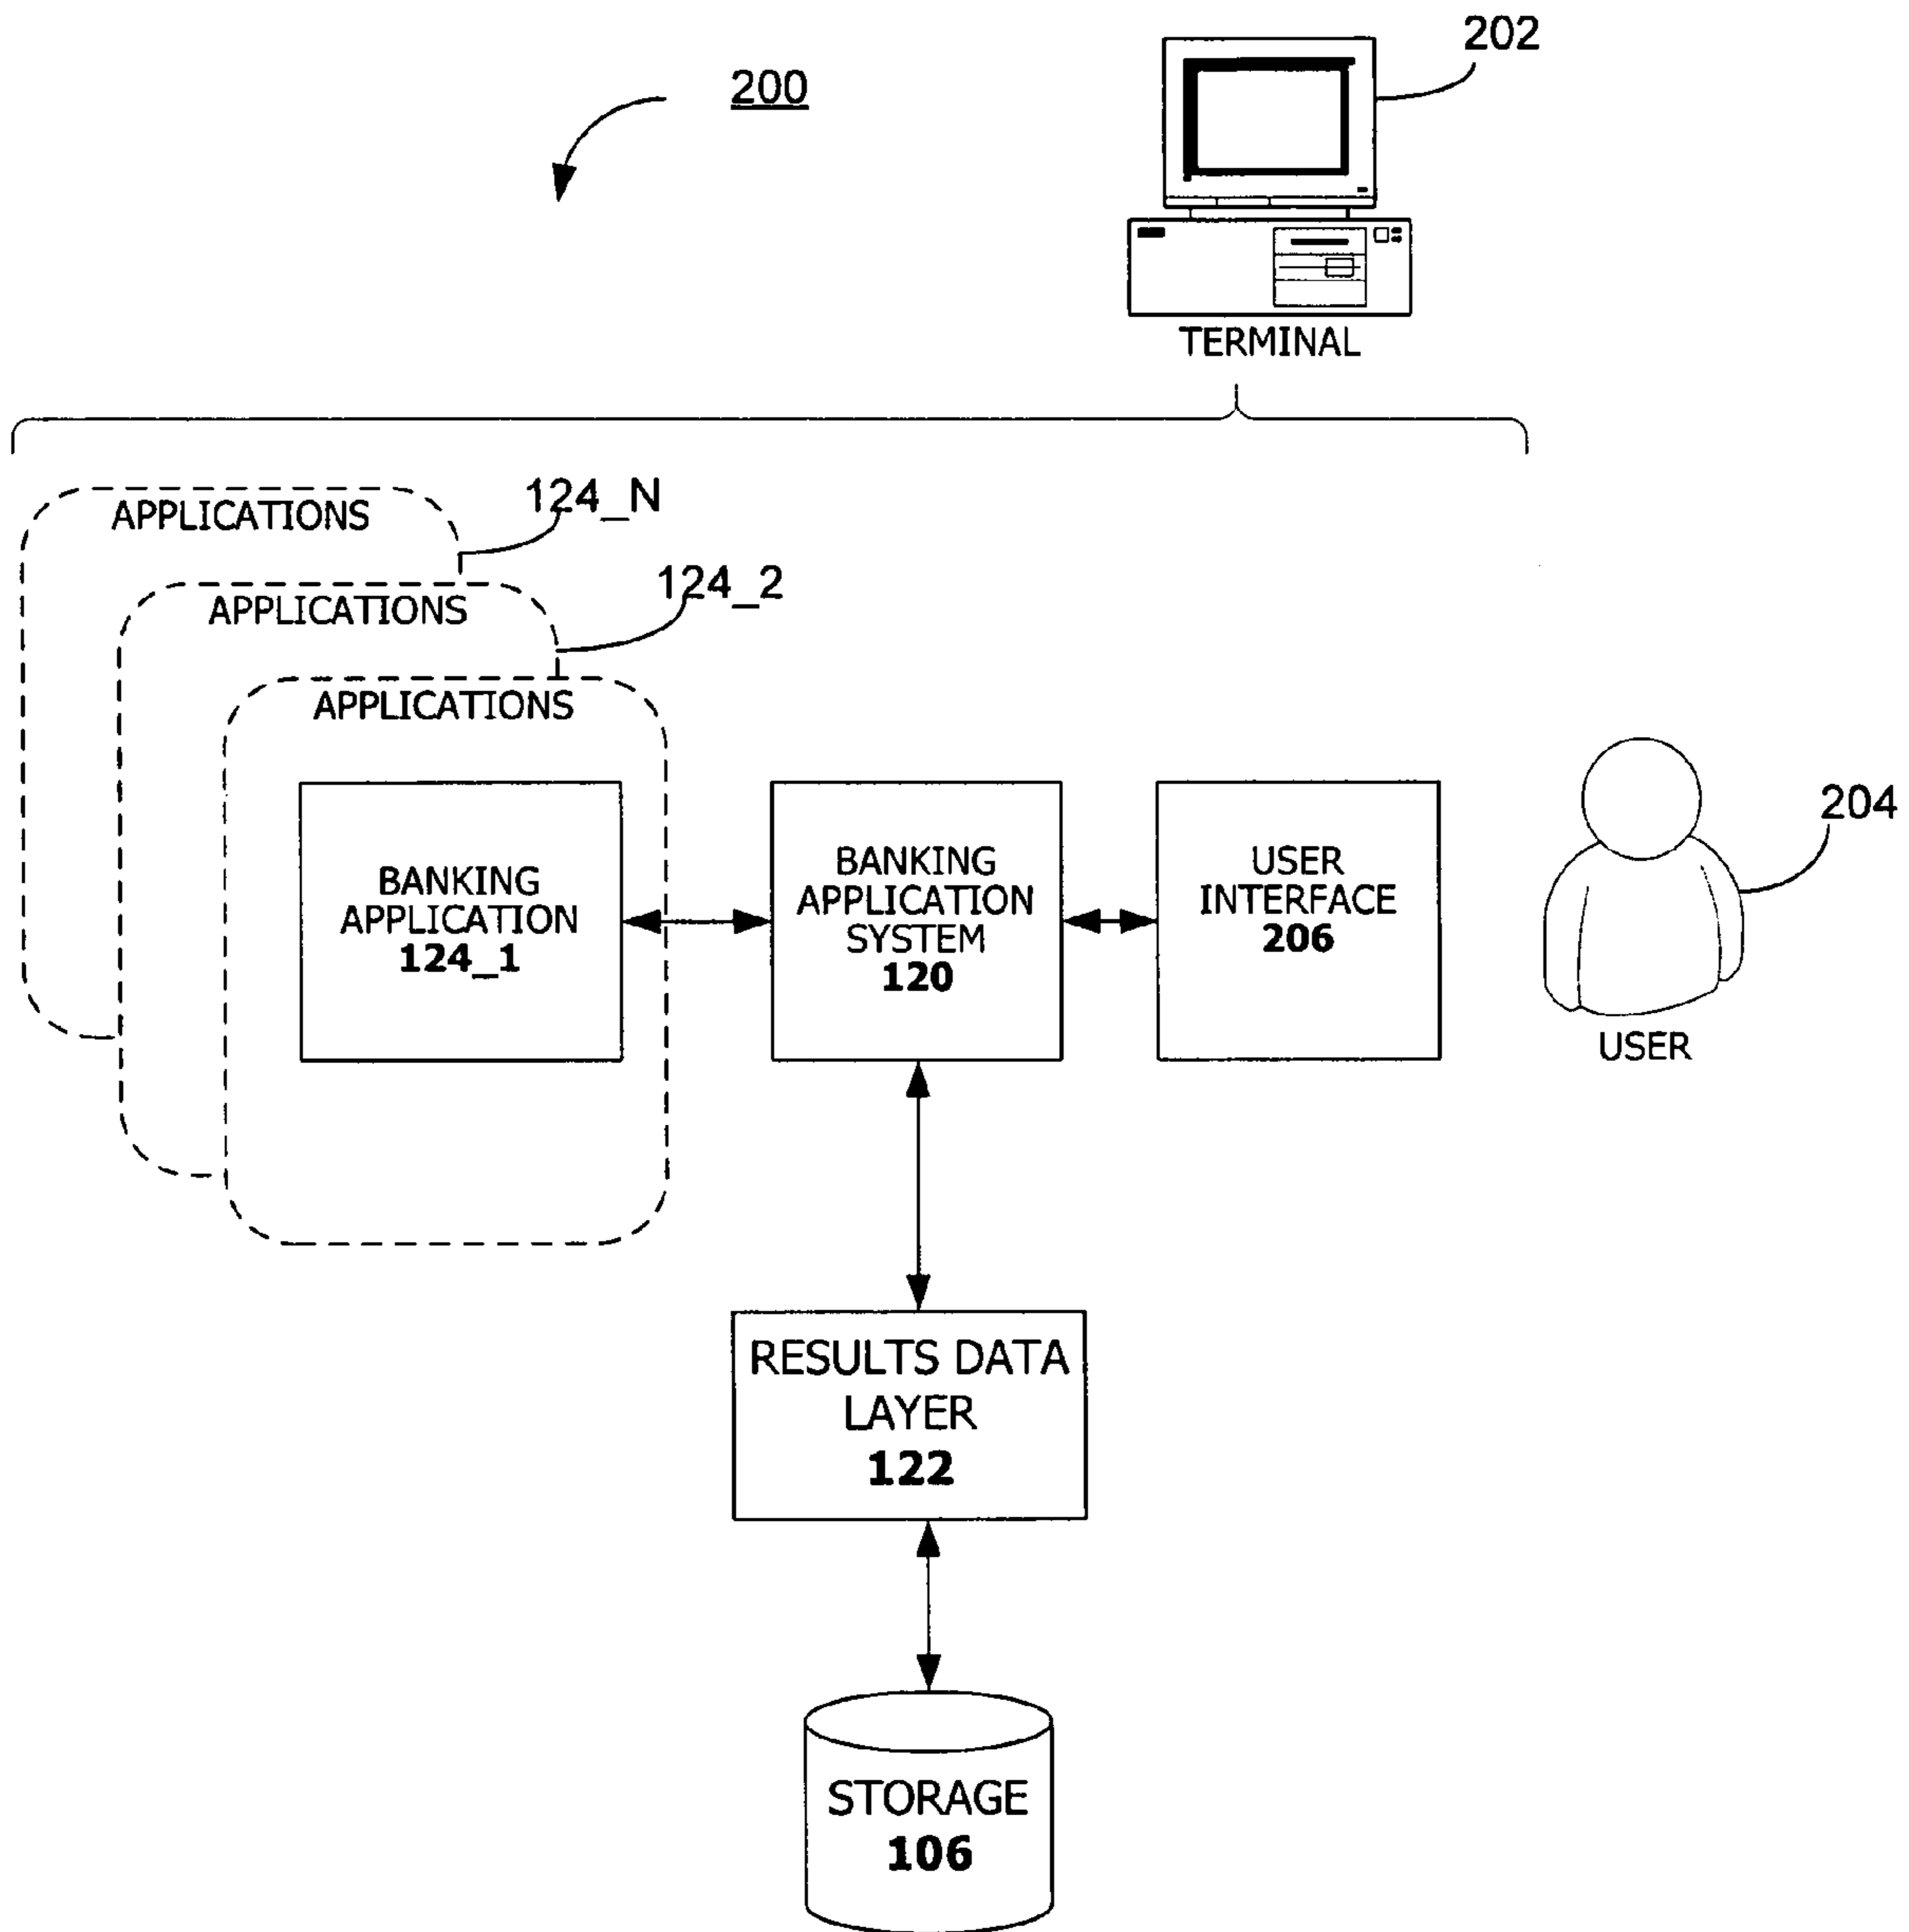 202
200
TERMINAL
124_N
APPLICATIONS
124_2
APPLICATIONS
APPLICATIONS
BANKING
APPLICATION
124_1
BANKING
APPLICATION
SYSTEM
120
USER
INTERFACE
206
204
USER
RESULTS DATA
LAYER
122
STORAGE
106